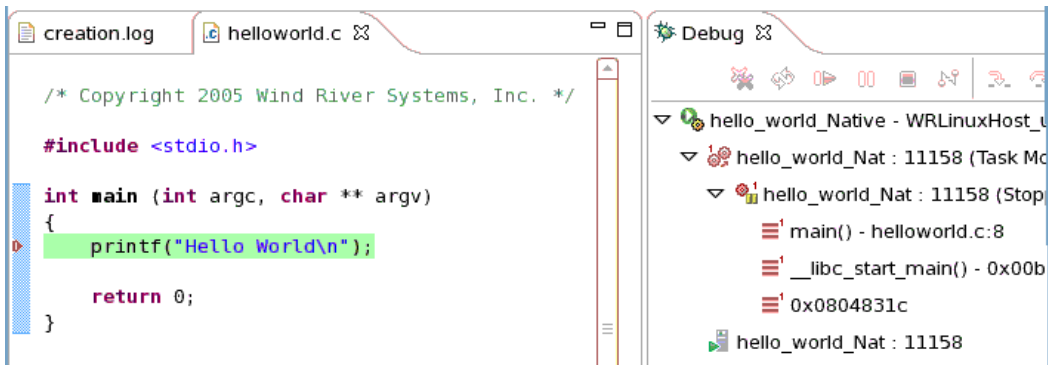 creation.log
helloworld.c
/* Copyright 2005 Wind River Systems, Inc. */
#include <stdio.h>
int main (int argc, char ** argv)
{
printf("Hello World\n");
return 0;
}
Debug
hello_world_Native - WRLinuxHost_u
hello_world_Nat : 11158 (Task Mo
hello_world_Nat : 11158 (Stop
main() - helloworld.c:8
__libc_start_main() - 0x00b
0x0804831c
hello_world_Nat : 11158